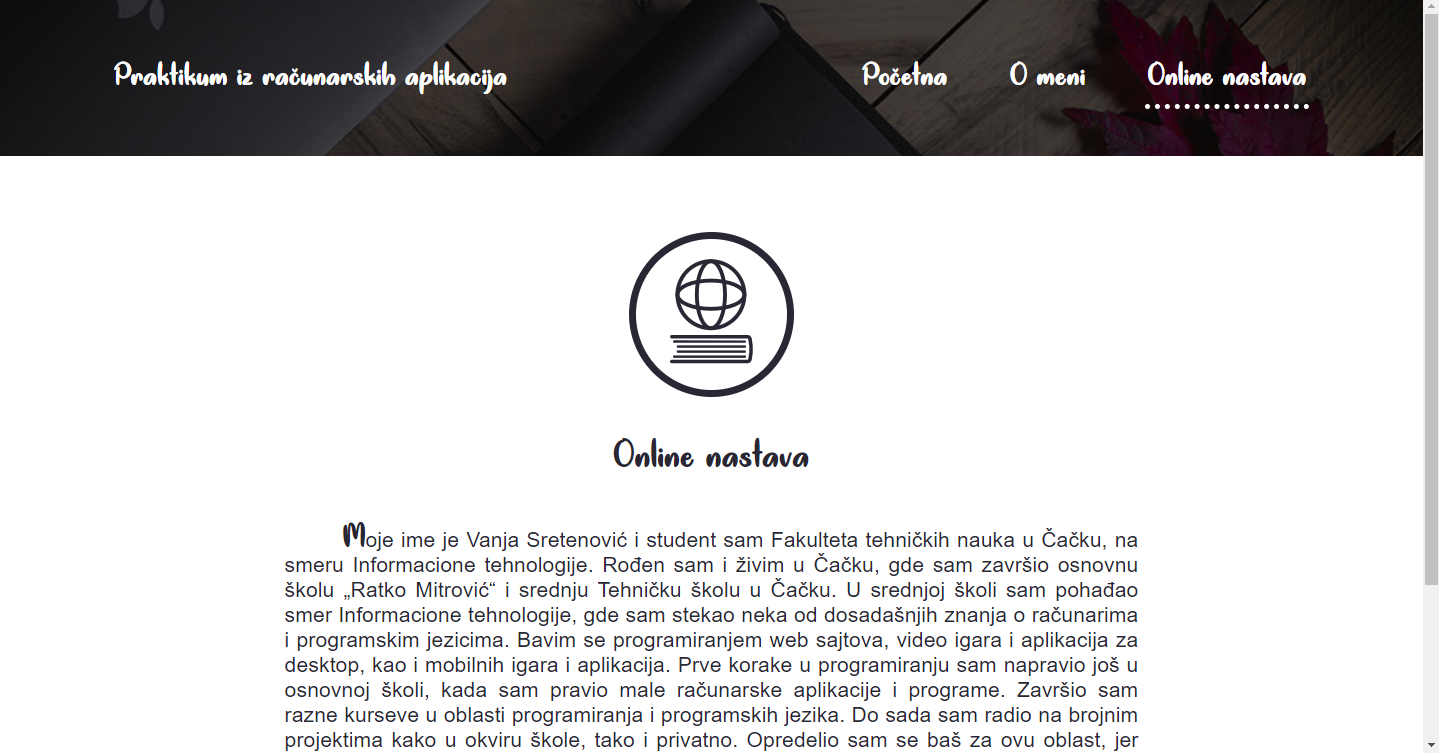 Praktikum iz računarskih aplikacija
Početna
O meni
Online nastava
Online nastava
Moje ime je Vanja Sretenović i student sam Fakulteta tehničkih nauka u Čačku, na
smeru Informacione tehnologije. Rođen sam i živim u Čačku, gde sam završio osnovnu
školu „Ratko Mitrović“ i srednju Tehničku školu u Čačku. U srednjoj školi sam pohađao
smer Informacione tehnologije, gde sam stekao neka od dosadašnjih znanja o računarima
i programskim jezicima. Bavim se programiranjem web sajtova, video igara i aplikacija za
desktop, kao i mobilnih igara i aplikacija. Prve korake u programiranju sam napravio još u
osnovnoj školi, kada sam pravio male računarske aplikacije i programe. Završio sam
razne kurseve u oblasti programiranja i programskih jezika. Do sada sam radio na brojnim
projektima kako u okviru škole, tako i privatno. Opredelio sam se baš za ovu oblast, jer